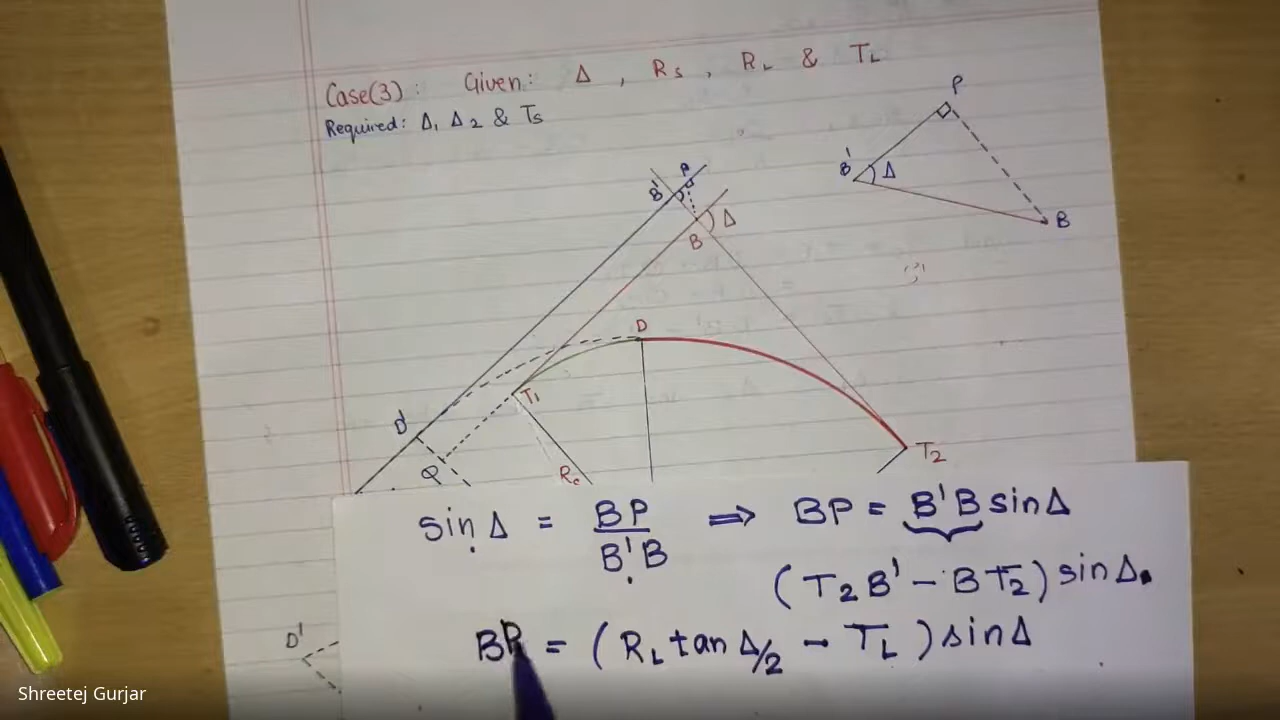 Case(3): Given: Δ, Rs, RL & TL
Required: Δ1 Δ2 & Ts
P
B' Δ
B
P
B'
Δ
B
D
T1
d
Q
Rs
T2
sin Δ = BP/B'B ⇒ BP = B'B sin Δ
(T2B' - BT2) sin Δ.
BP = (RL tan Δ/2 - TL) sin Δ
D'
Shreetej Gurjar